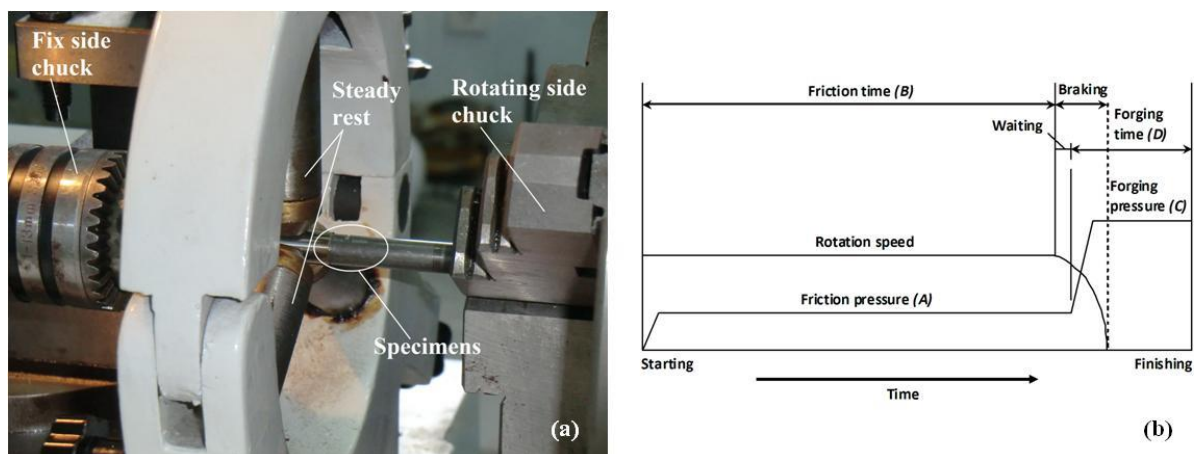 Fix side
chuck
Steady
rest
Rotating side
chuck
13mm
Specimens
(a)
Friction time (B)
Braking
Waiting
Forging
time (D)
Forging
pressure (C)
Rotation speed
Friction pressure (A)
Starting
Finishing
Time
(b)